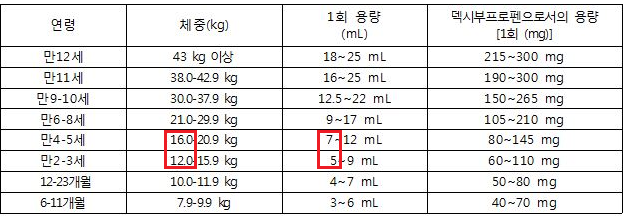 연령 체중(kg) 1회 용량 (mL) 덱시부프로펜으로서의 용량 [1회 (mg)]
만12세 43 kg 이상 18~25 mL 215~300 mg
만11세 38.0-42.9 kg 16~25 mL 190~300 mg
만9-10세 30.0-37.9 kg 12.5~22 mL 150~265 mg
만6-8세 21.0-29.9 kg 9~17 mL 105~210 mg
만4-5세 16.0-20.9 kg 7~12 mL 80~145 mg
만2-3세 12.0-15.9 kg 5~9 mL 60~110 mg
12-23개월 10.0-11.9 kg 4~7 mL 50~80 mg
6-11개월 7.9-9.9 kg 3~6 mL 40~70 mg